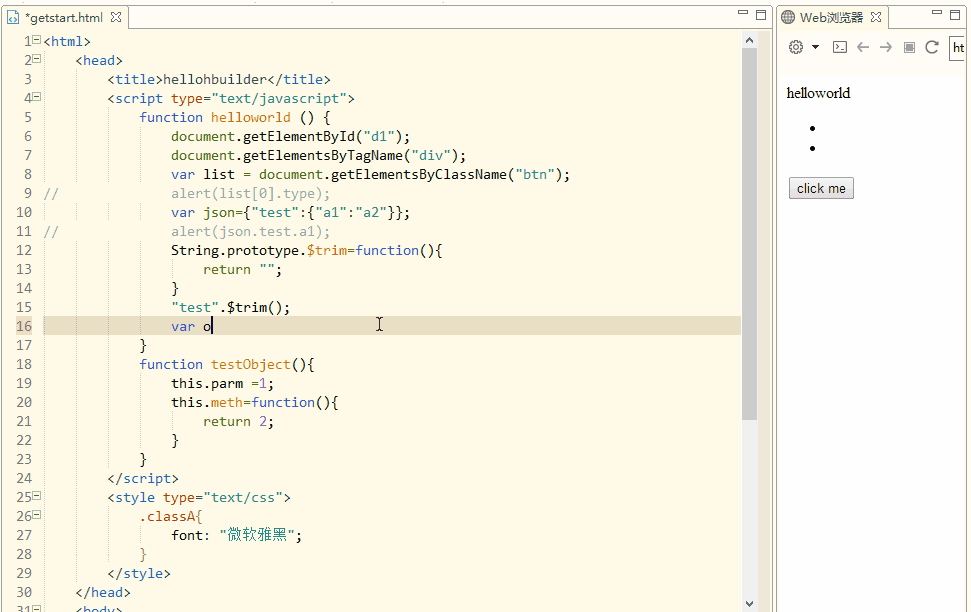 *getstart.html
1 <html>
2 <head>
3 <title>hellohbuilder</title>
4 <script type="text/javascript">
5 function helloworld () {
6 document.getElementById("d1");
7 document.getElementsByTagName("div");
8 var list = document.getElementsByClassName("btn");
9 // alert(list[0].type);
10 var json={"test":{"a1":"a2"}};
11 // alert(json.test.a1);
12 String.prototype.$trim=function(){
13 return "";
14 }
15 "test".$trim();
16 var o
17 }
18 function testObject(){
19 this.parm =1;
20 this.meth=function(){
21 return 2;
22 }
23 }
24 </script>
25 <style type="text/css">
26 .classA{
27 font: "微软雅黑";
28 }
29 </style>
30 </head>
31 <body>
Web浏览器
ht
helloworld
click me